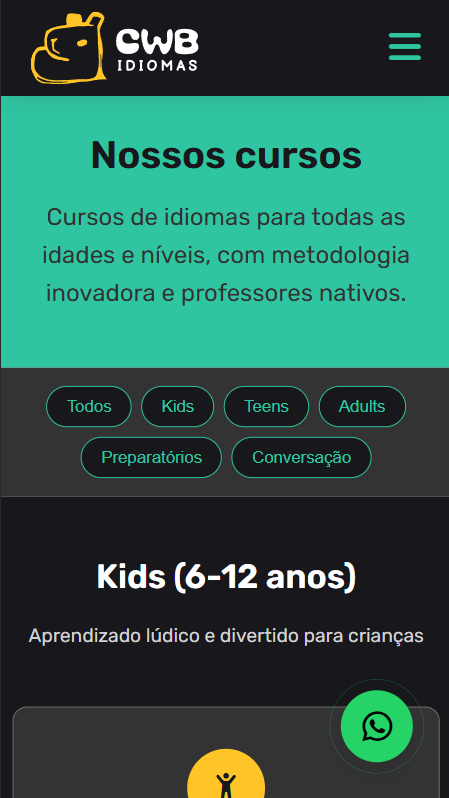 CWB
IDIOMAS
Nossos cursos
Cursos de idiomas para todas as
idades e níveis, com metodologia
inovadora e professores nativos.
Todos
Kids
Teens
Adults
Preparatórios
Conversação
Kids (6-12 anos)
Aprendizado lúdico e divertido para crianças